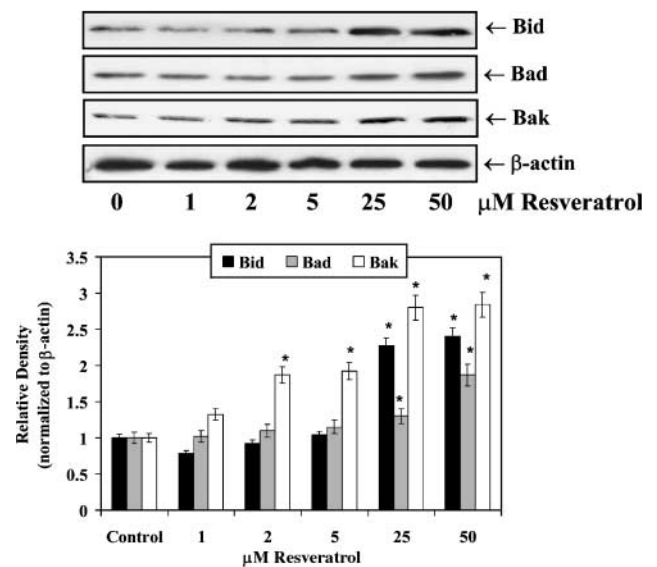 ← Bid
← Bad
← Bak
← β-actin
0 1 2 5 25 50 μM Resveratrol
Bid Bad Bak
Relative Density
(normalized to β-actin)
3.5
3
2.5
2
1.5
1
0.5
0
* * * * * * * *
Control 1 2 5 25 50
μM Resveratrol